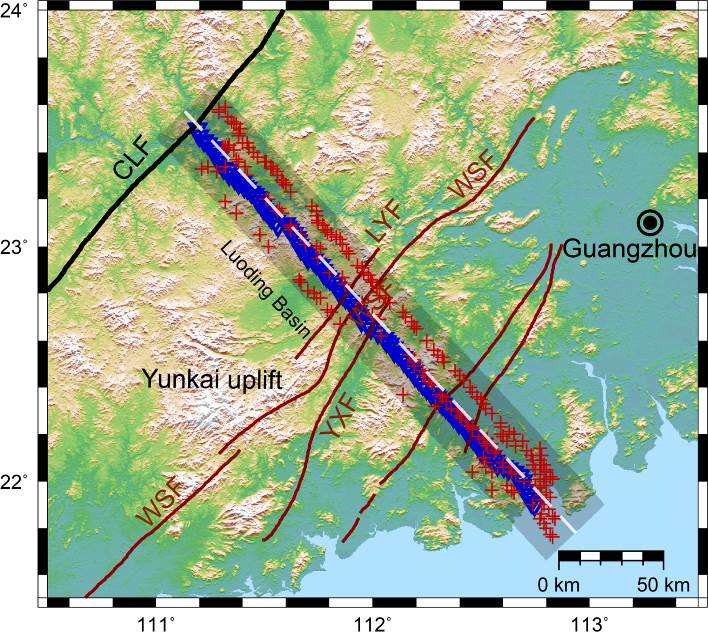 24°
CLF
WSF
LYF
23°
Guangzhou
Luoding Basin
Yunkai uplift
YXF
22°
WSF
0 km
50 km
111°
112°
113°